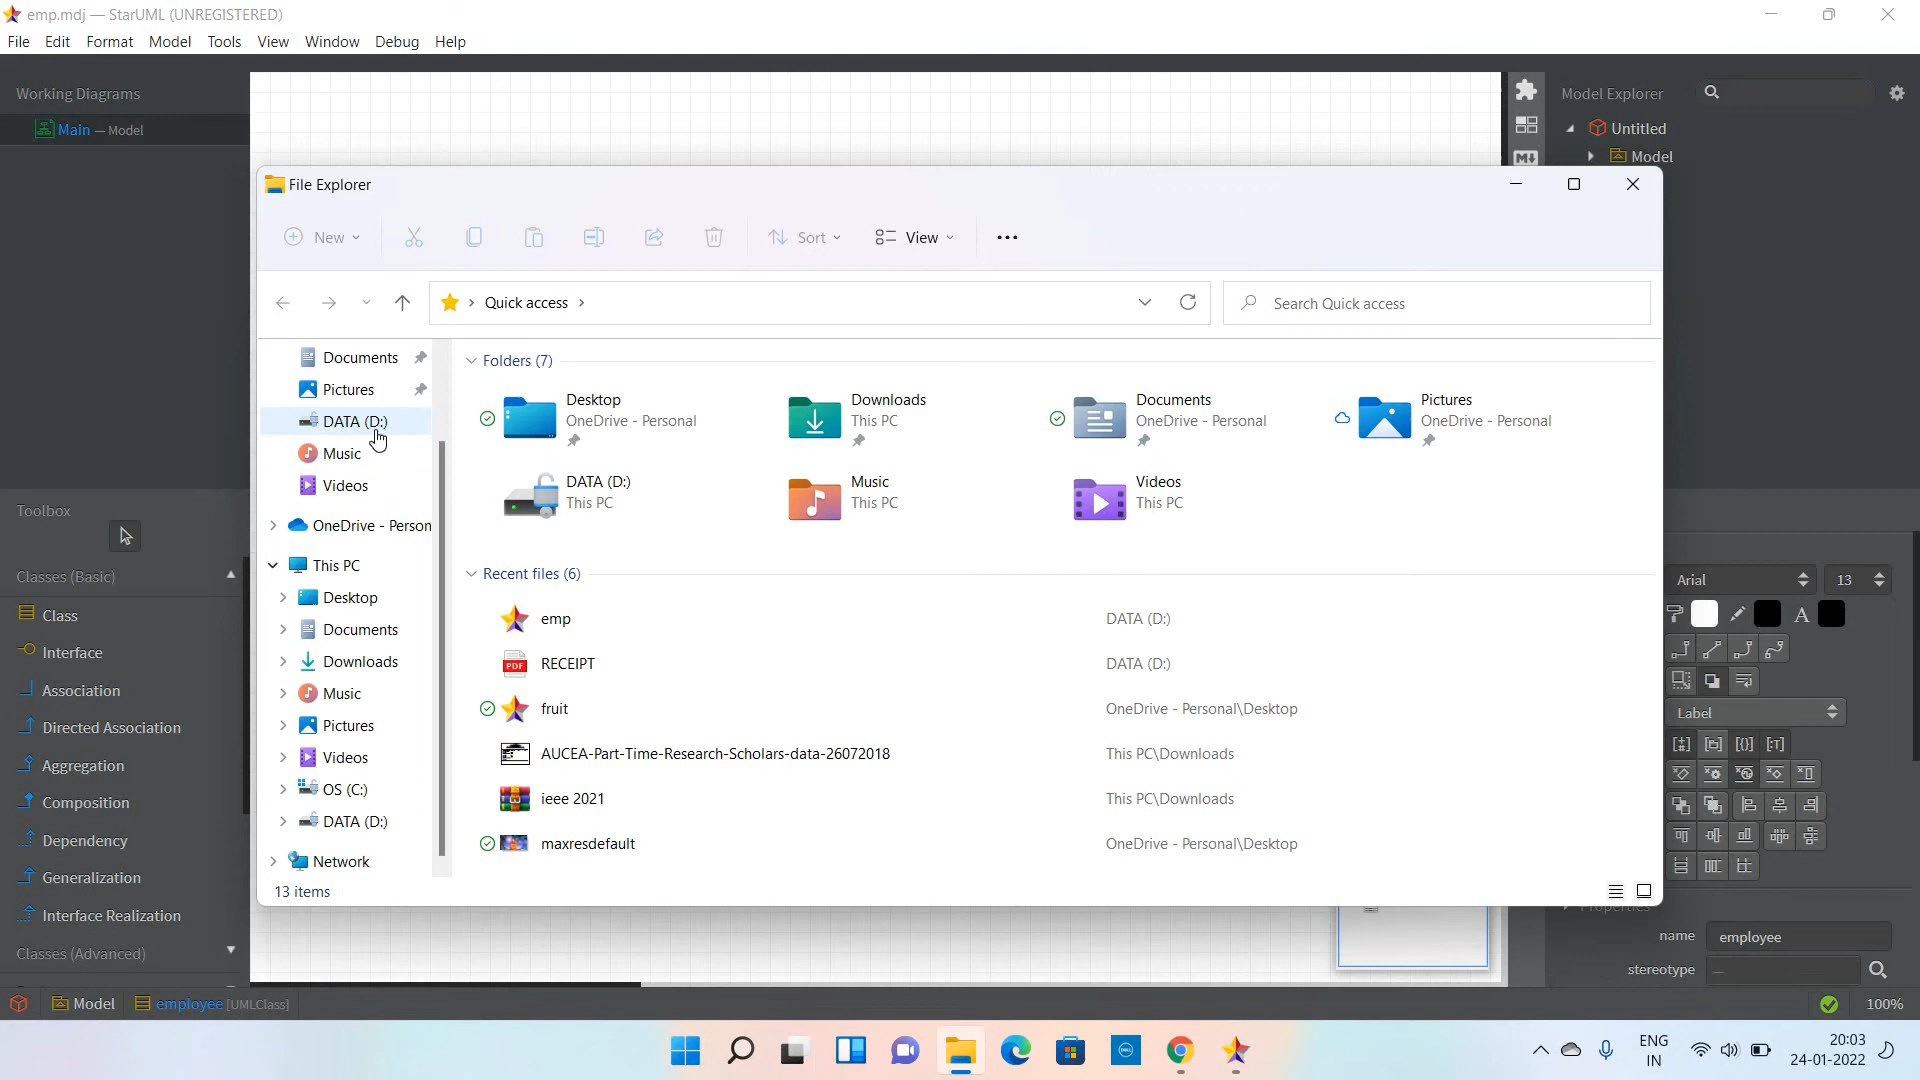 emp.mdj — StarUML (UNREGISTERED)
File Edit Format Model Tools View Window Debug Help
Working Diagrams
Main — Model
Model Explorer
Untitled
Model
File Explorer
New
Sort
View
Quick access
Search Quick access
Documents
Pictures
DATA (D:)
Music
Videos
OneDrive - Person
This PC
Desktop
Documents
Downloads
Music
Pictures
Videos
OS (C:)
DATA (D:)
Network
13 items
Folders (7)
Desktop
OneDrive - Personal
Downloads
This PC
Documents
OneDrive - Personal
Pictures
OneDrive - Personal
DATA (D:)
This PC
Music
This PC
Videos
This PC
Recent files (6)
emp DATA (D:)
PDF RECEIPT DATA (D:)
fruit OneDrive - Personal\Desktop
AUCEA-Part-Time-Research-Scholars-data-26072018 This PC\Downloads
ieee 2021 This PC\Downloads
maxresdefault OneDrive - Personal\Desktop
Toolbox
Classes (Basic)
Class
Interface
Association
Directed Association
Aggregation
Composition
Dependency
Generalization
Interface Realization
Classes (Advanced)
Arial 13
A
Label
Properties
name employee
stereotype —
Model employee [UMLClass]
100%
DELL
ENG
IN
20:03
24-01-2022